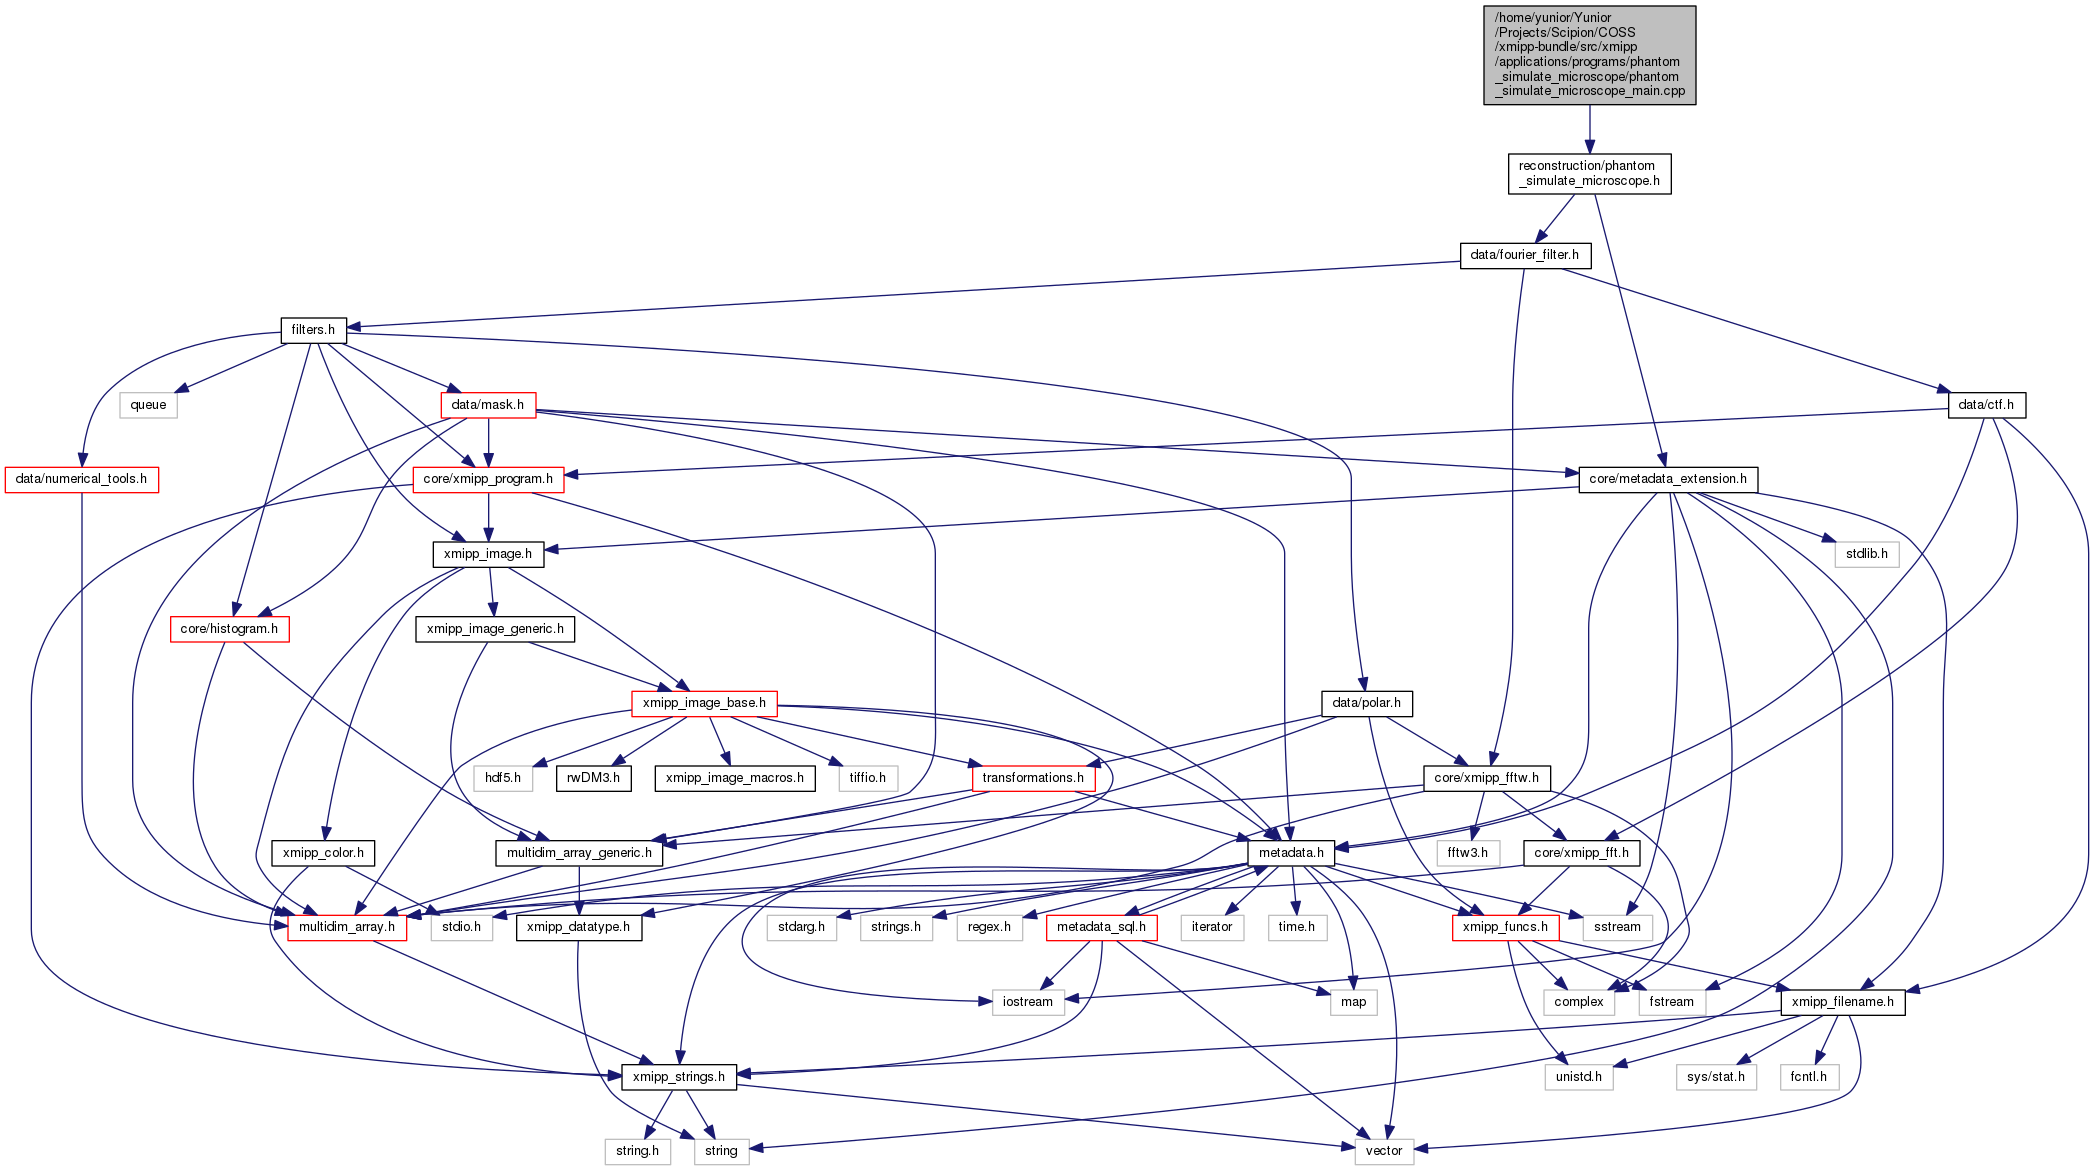 /home/yunior/Yunior
/Projects/Scipion/COSS
/xmipp-bundle/src/xmipp
/applications/programs/phantom
_simulate_microscope/phantom
_simulate_microscope_main.cpp
reconstruction/phantom
_simulate_microscope.h
data/fourier_filter.h
filters.h
queue
data/mask.h
data/ctf.h
data/numerical_tools.h
core/xmipp_program.h
core/metadata_extension.h
xmipp_image.h
stdlib.h
core/histogram.h
xmipp_image_generic.h
xmipp_image_base.h
data/polar.h
hdf5.h
rwDM3.h
xmipp_image_macros.h
tiffio.h
transformations.h
core/xmipp_fftw.h
xmipp_color.h
multidim_array_generic.h
metadata.h
fftw3.h
core/xmipp_fft.h
multidim_array.h
stdio.h
xmipp_datatype.h
stdarg.h
strings.h
regex.h
metadata_sql.h
iterator
time.h
xmipp_funcs.h
sstream
iostream
map
complex
fstream
xmipp_filename.h
xmipp_strings.h
unistd.h
sys/stat.h
fcntl.h
string.h
string
vector